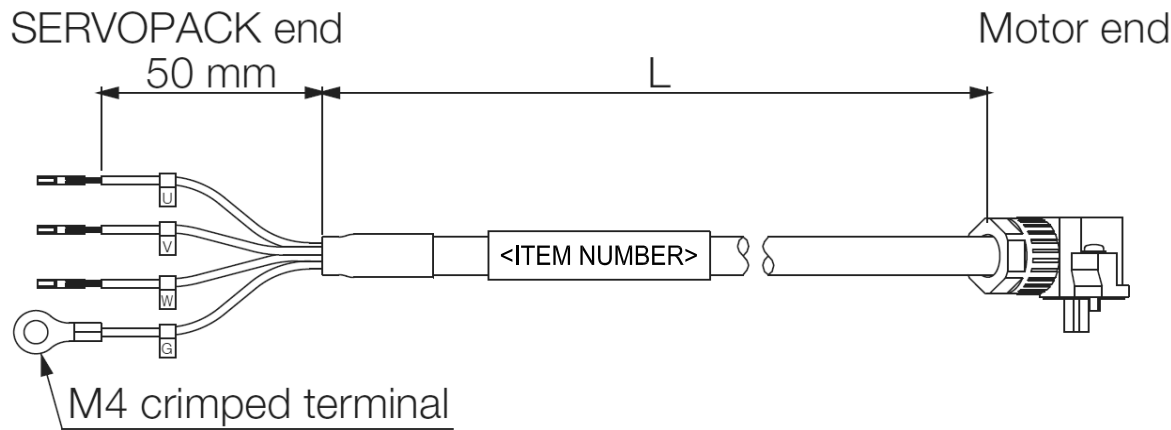 SERVOPACK end
Motor end
50 mm
L
U
V
<ITEM NUMBER>
W
G
M4 crimped terminal